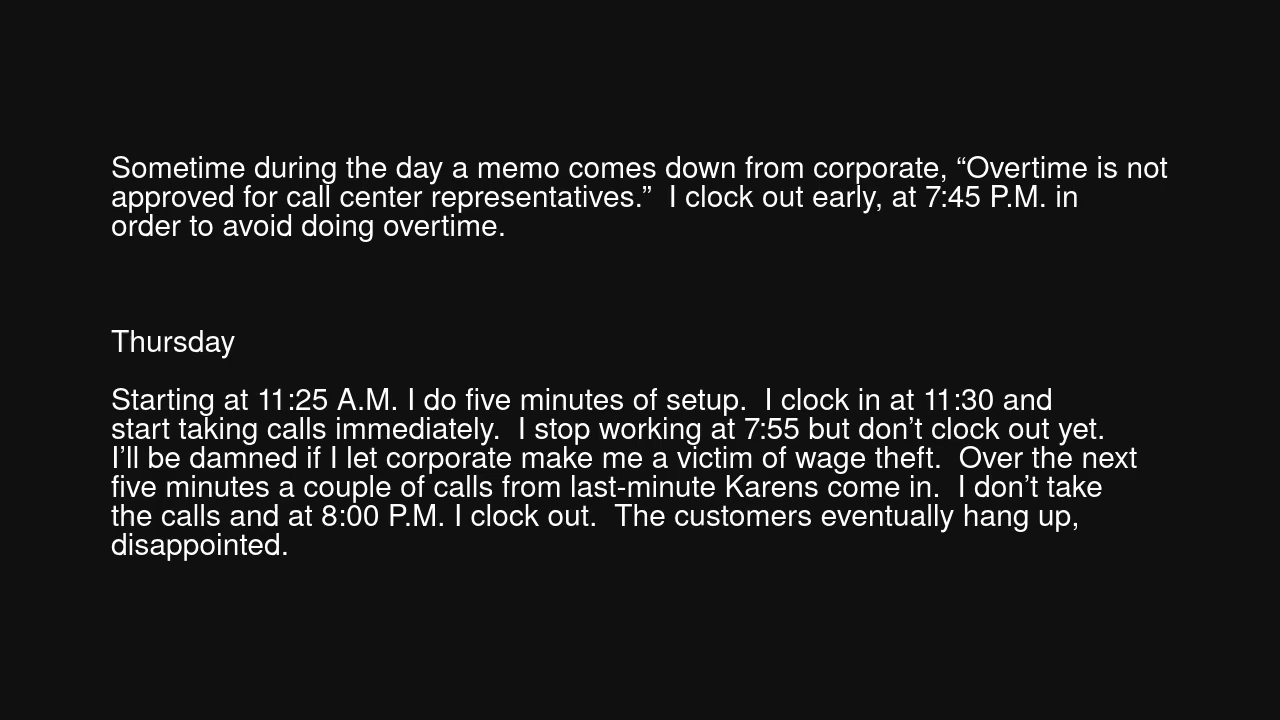 Sometime during the day a memo comes down from corporate, “Overtime is not
approved for call center representatives.”  I clock out early, at 7:45 P.M. in
order to avoid doing overtime.
Thursday
Starting at 11:25 A.M. I do five minutes of setup.  I clock in at 11:30 and
start taking calls immediately.  I stop working at 7:55 but don’t clock out yet.
I’ll be damned if I let corporate make me a victim of wage theft.  Over the next
five minutes a couple of calls from last-minute Karens come in.  I don’t take
the calls and at 8:00 P.M. I clock out.  The customers eventually hang up,
disappointed.